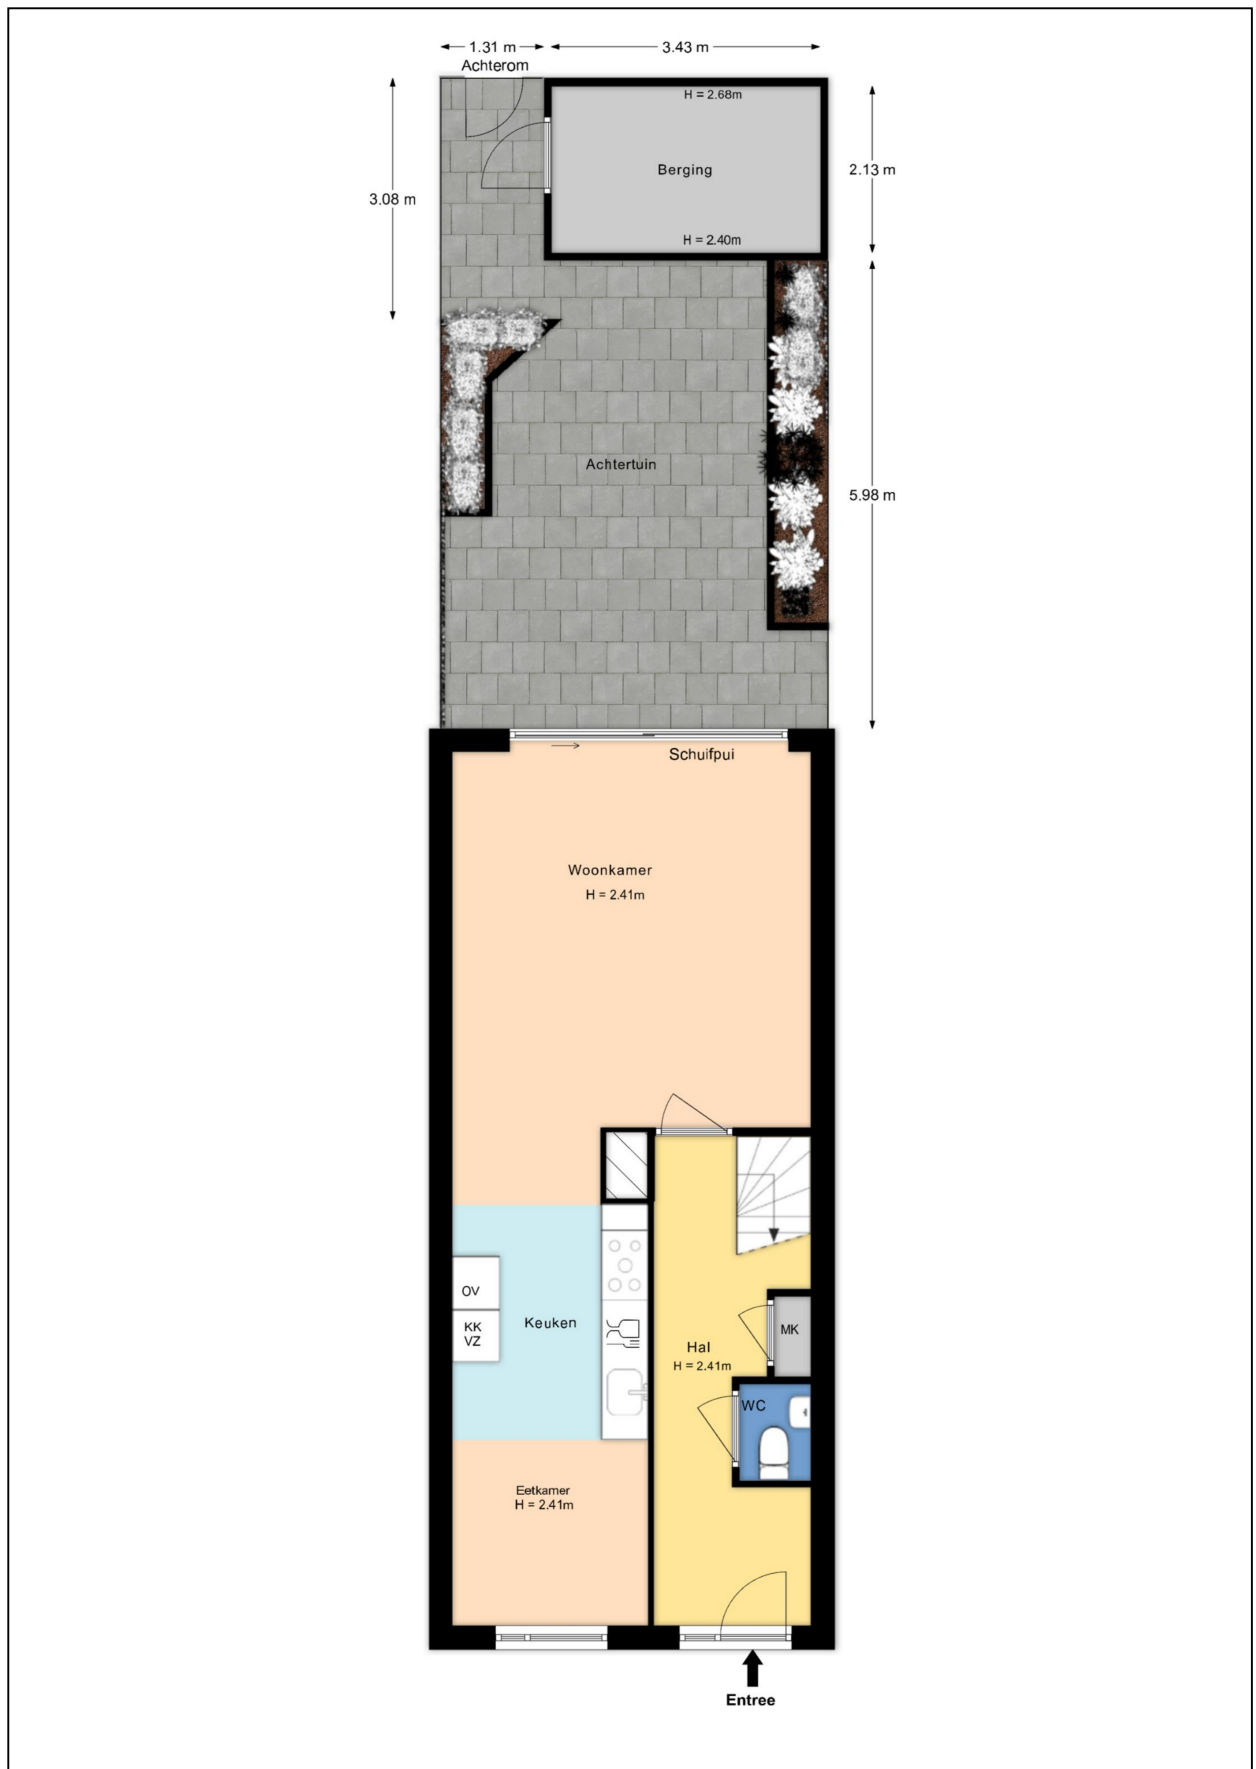 1.31 m
3.43 m
Achterom
H = 2.68m
Berging
2.13 m
3.08 m
H = 2.40m
Achtertuin
5.98 m
Schuifpui
Woonkamer
H = 2.41m
OV
KK
VZ
Keuken
MK
Hal
H = 2.41m
WC
Eetkamer
H = 2.41m
Entree